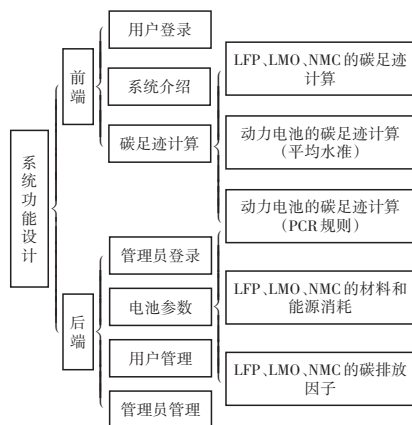 系统功能设计
前端
用户登录
系统介绍
碳足迹计算
LFP、LMO、NMC的碳足迹
计算
动力电池的碳足迹计算
(平均水准)
动力电池的碳足迹计算
(PCR规则)
后端
管理员登录
电池参数
用户管理
管理员管理
LFP、LMO、NMC的材料和
能源消耗
LFP、LMO、NMC的碳排放
因子